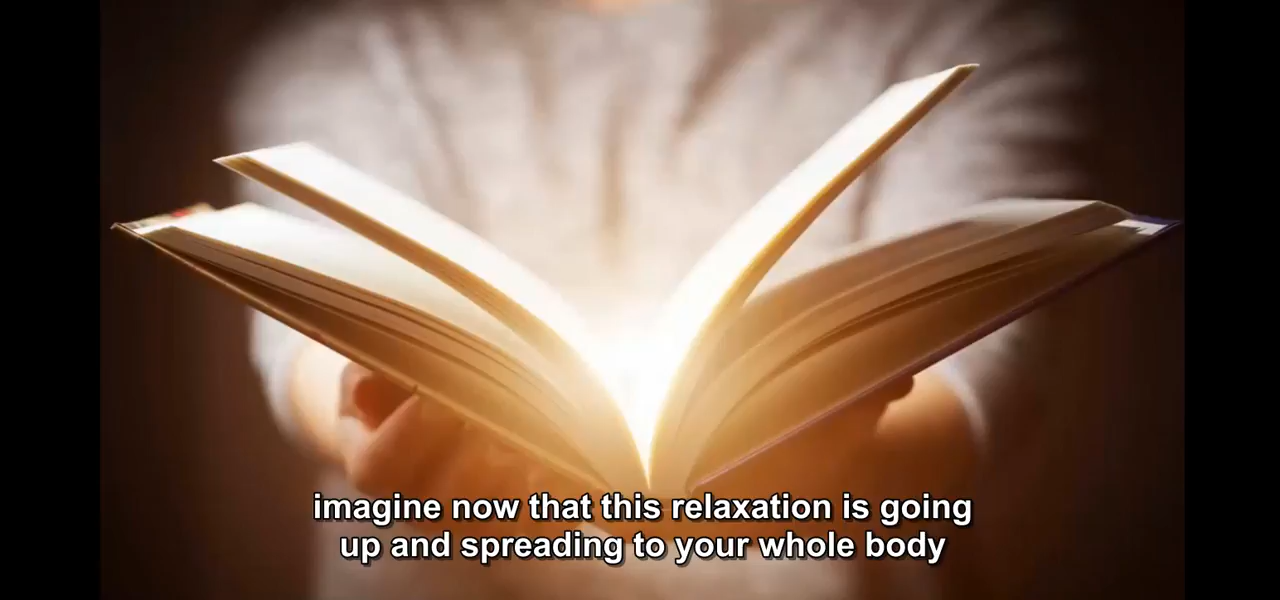 imagine now that this relaxation is going
up and spreading to your whole body